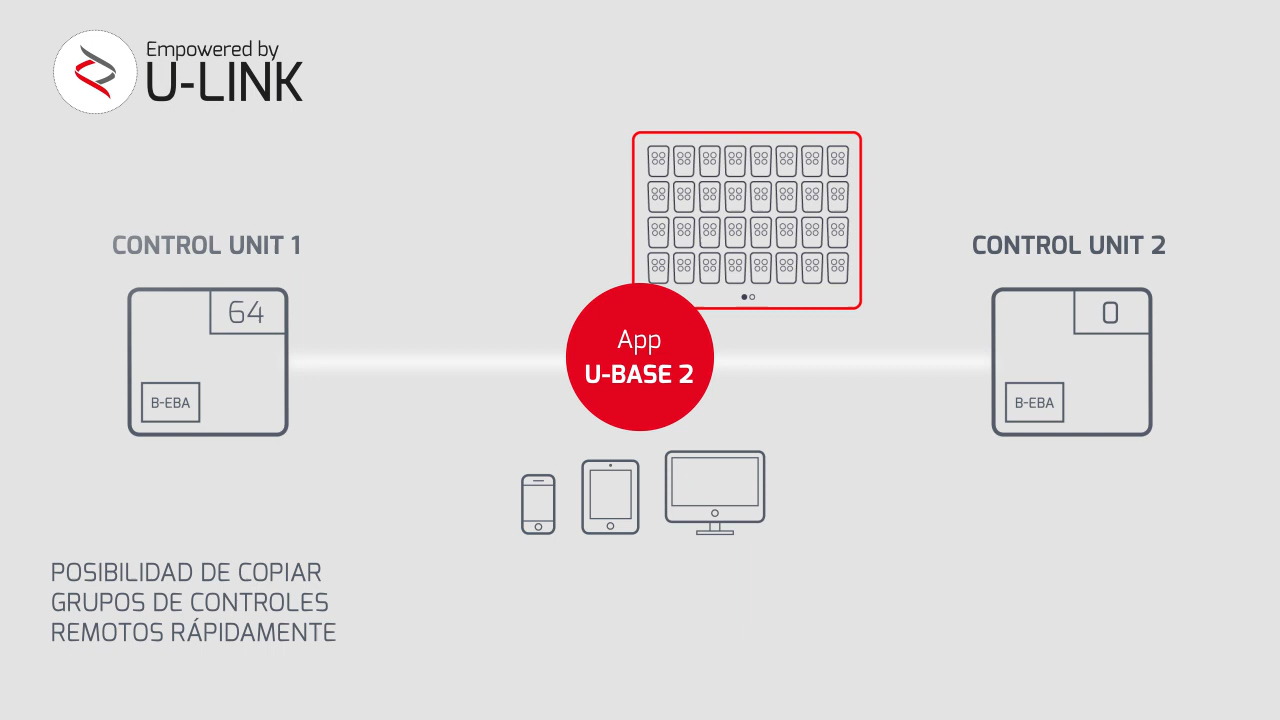 Empowered by
U-LINK
CONTROL UNIT 1
64
B-EBA
App
U-BASE 2
CONTROL UNIT 2
0
B-EBA
POSIBILIDAD DE COPIAR
GRUPOS DE CONTROLES
REMOTOS RÁPIDAMENTE